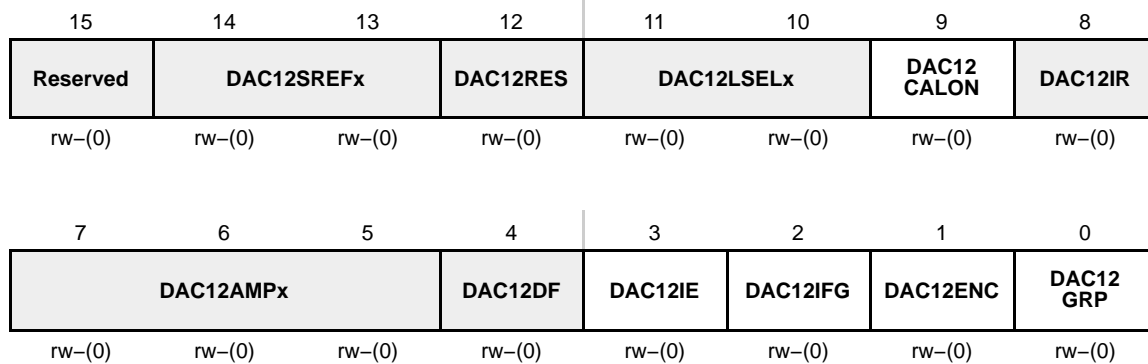 15 14 13 12 11 10 9 8
Reserved DAC12SREFx DAC12RES DAC12LSELx DAC12 CALON DAC12IR
rw−(0) rw−(0) rw−(0) rw−(0) rw−(0) rw−(0) rw−(0) rw−(0)
7 6 5 4 3 2 1 0
DAC12AMPx DAC12DF DAC12IE DAC12IFG DAC12ENC DAC12 GRP
rw−(0) rw−(0) rw−(0) rw−(0) rw−(0) rw−(0) rw−(0) rw−(0)